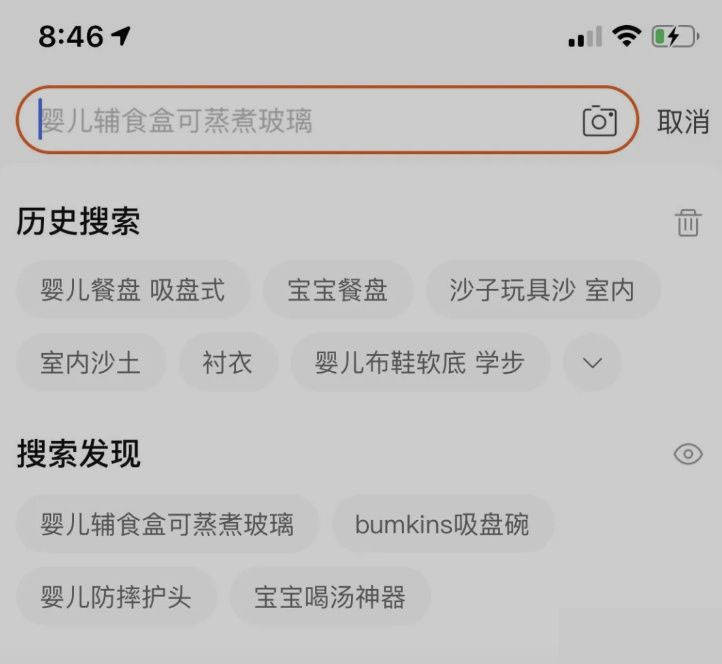 8:46
婴儿辅食盒可蒸煮玻璃 取消
历史搜索
婴儿餐盘 吸盘式 宝宝餐盘 沙子玩具沙 室内
室内沙土 衬衣 婴儿布鞋软底 学步
搜索发现
婴儿辅食盒可蒸煮玻璃 bumkins吸盘碗
婴儿防摔护头 宝宝喝汤神器